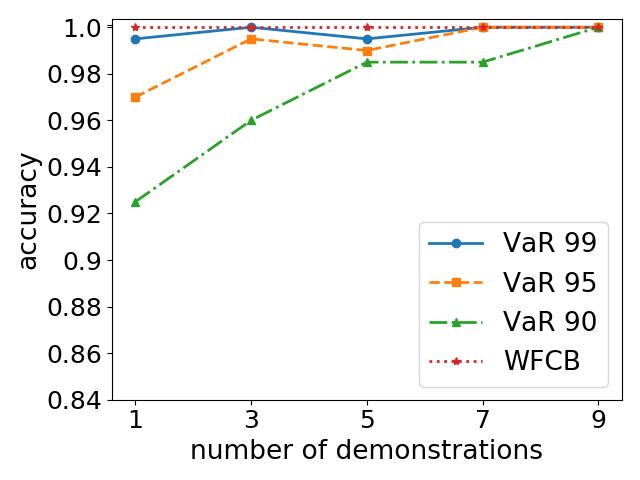 1.0
0.98
0.96
0.94
0.92
0.9
0.88
0.86
0.84
accuracy
VaR 99
VaR 95
VaR 90
WFCB
1 3 5 7 9
number of demonstrations